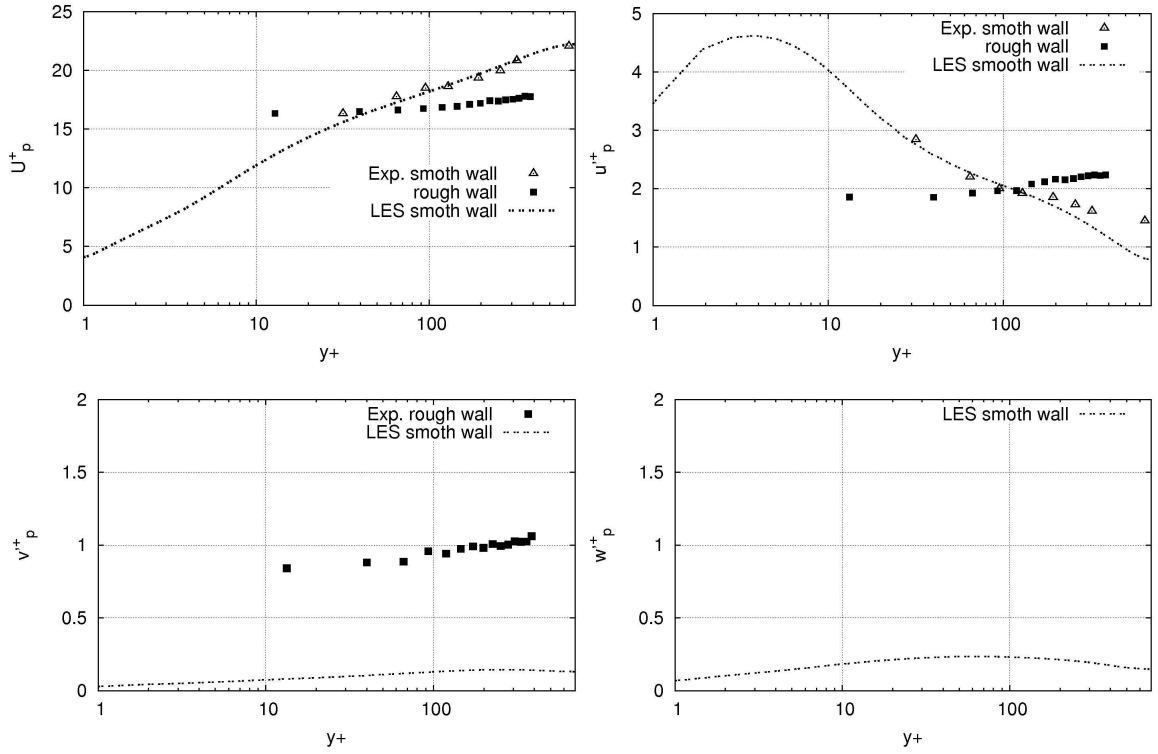 25
20
15
10
5
0
U+p
Exp. smoth wall
rough wall
LES smoth wall
1 10 100
y+
5
4
3
2
1
0
u'+p
Exp. smoth wall
rough wall
LES smoth wall
1 10 100
y+
2
1.5
1
0.5
0
v'+p
Exp. rough wall
LES smoth wall
1 10 100
y+
2
1.5
1
0.5
0
w'+p
LES smoth wall
1 10 100
y+